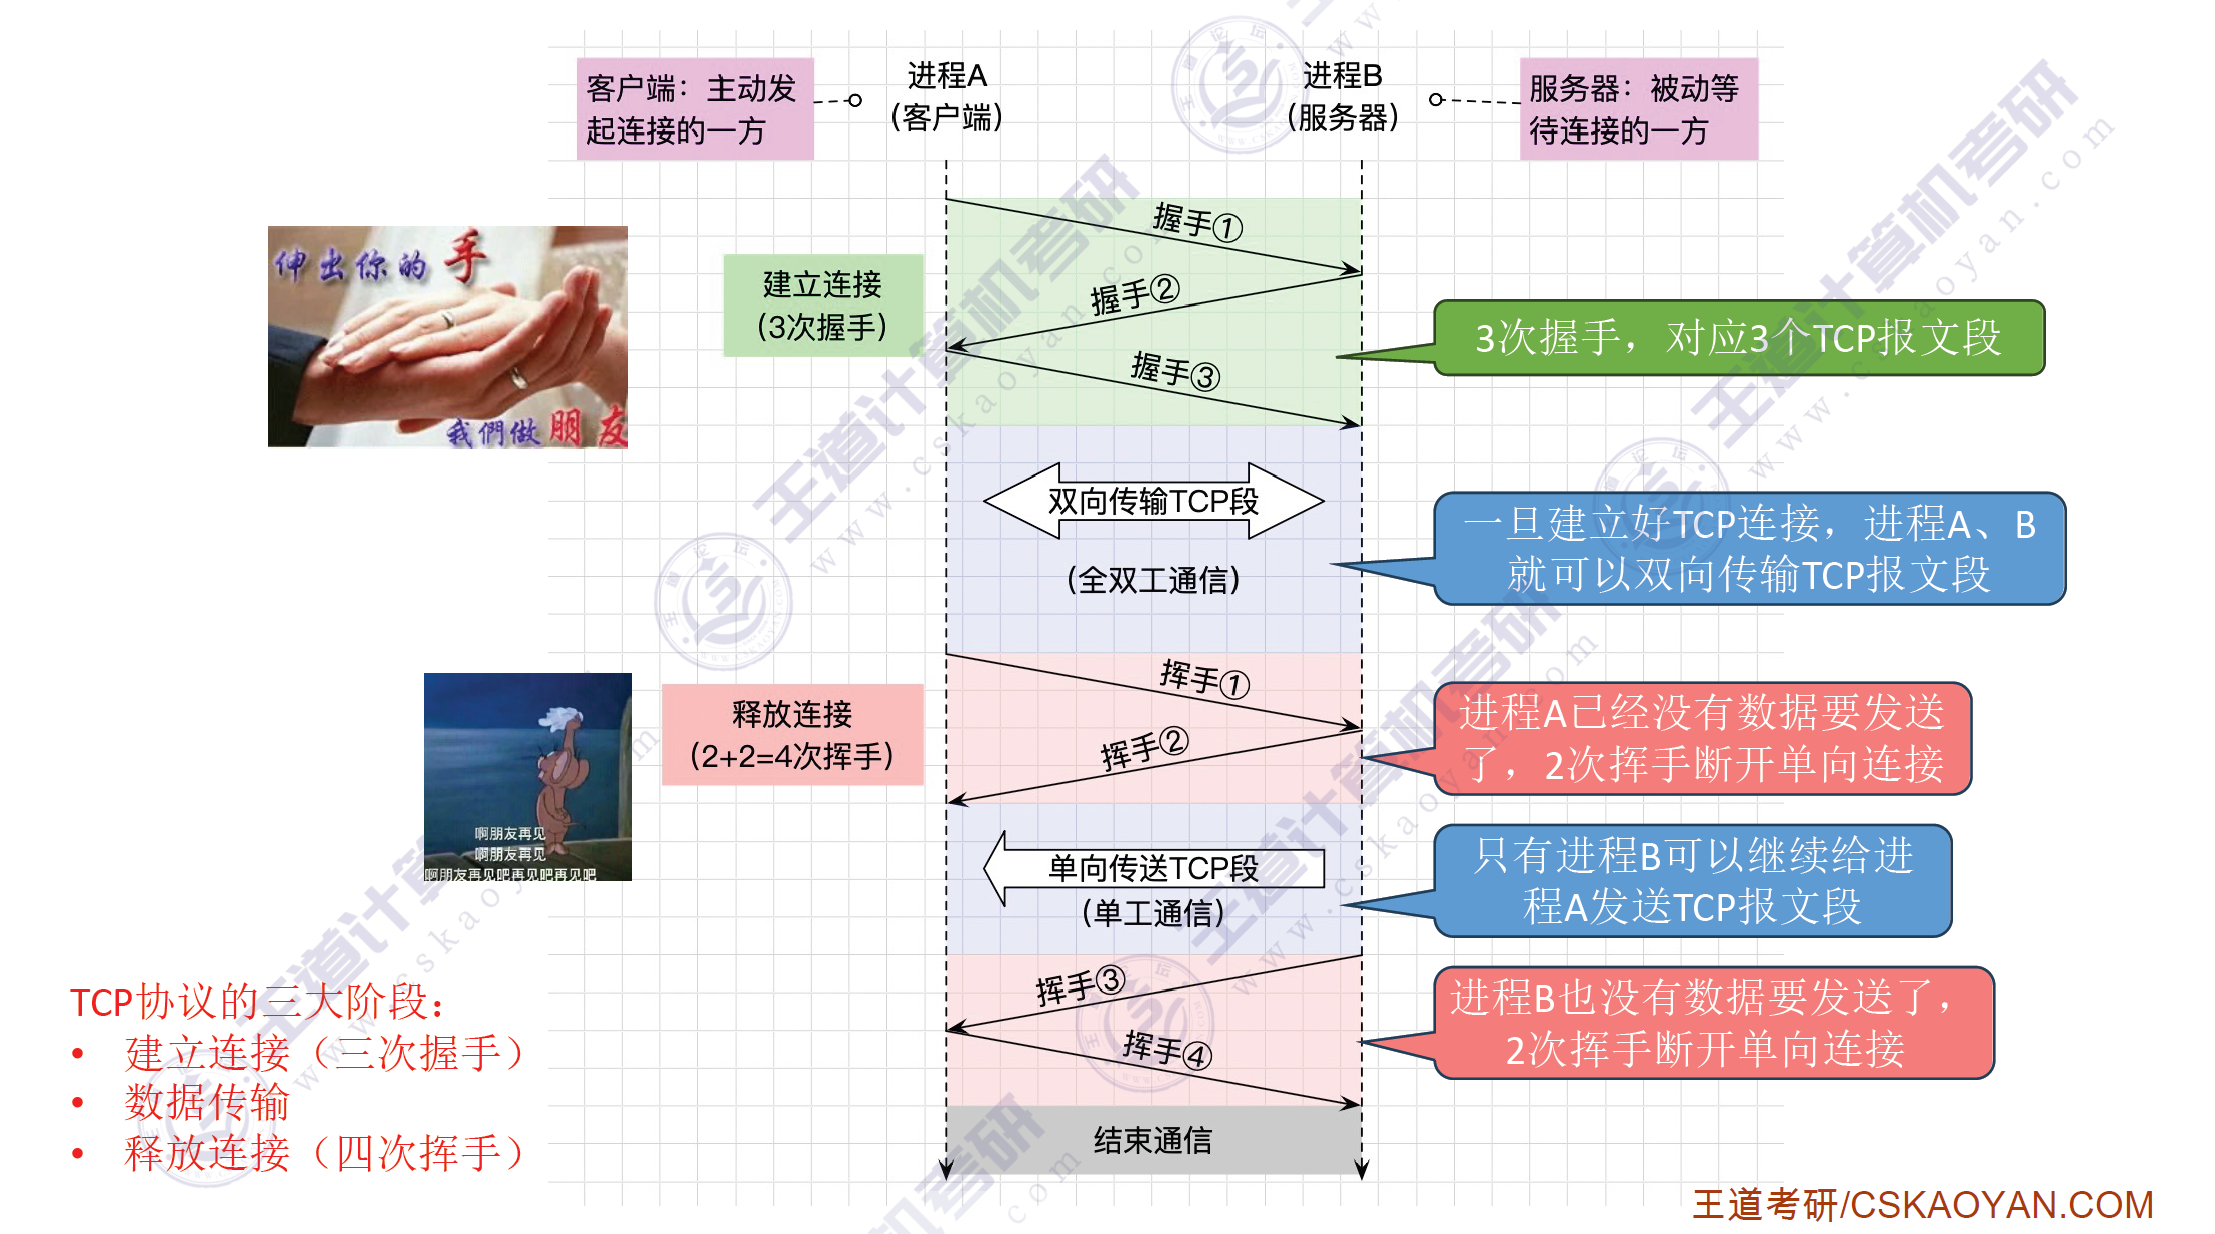 客户端：主动发
起连接的一方
进程A
（客户端）
进程B
（服务器）
服务器：被动等
待连接的一方
伸出你的手
我們做朋友
建立连接
（3次握手）
握手①
握手②
握手③
3次握手，对应3个TCP报文段
双向传输TCP段
（全双工通信）
一旦建立好TCP连接，进程A、B
就可以双向传输TCP报文段
释放连接
（2+2=4次挥手）
挥手①
挥手②
进程A已经没有数据要发送
了，2次挥手断开单向连接
啊朋友再见
啊朋友再见
啊朋友再见吧再见吧再见吧
单向传送TCP段
（单工通信）
只有进程B可以继续给进
程A发送TCP报文段
挥手③
挥手④
进程B也没有数据要发送了，
2次挥手断开单向连接
结束通信
TCP协议的三大阶段：
• 建立连接（三次握手）
• 数据传输
• 释放连接（四次挥手）
王道考研/CSKAOYAN.COM
王道计算机考研
www.cskaoyan.com